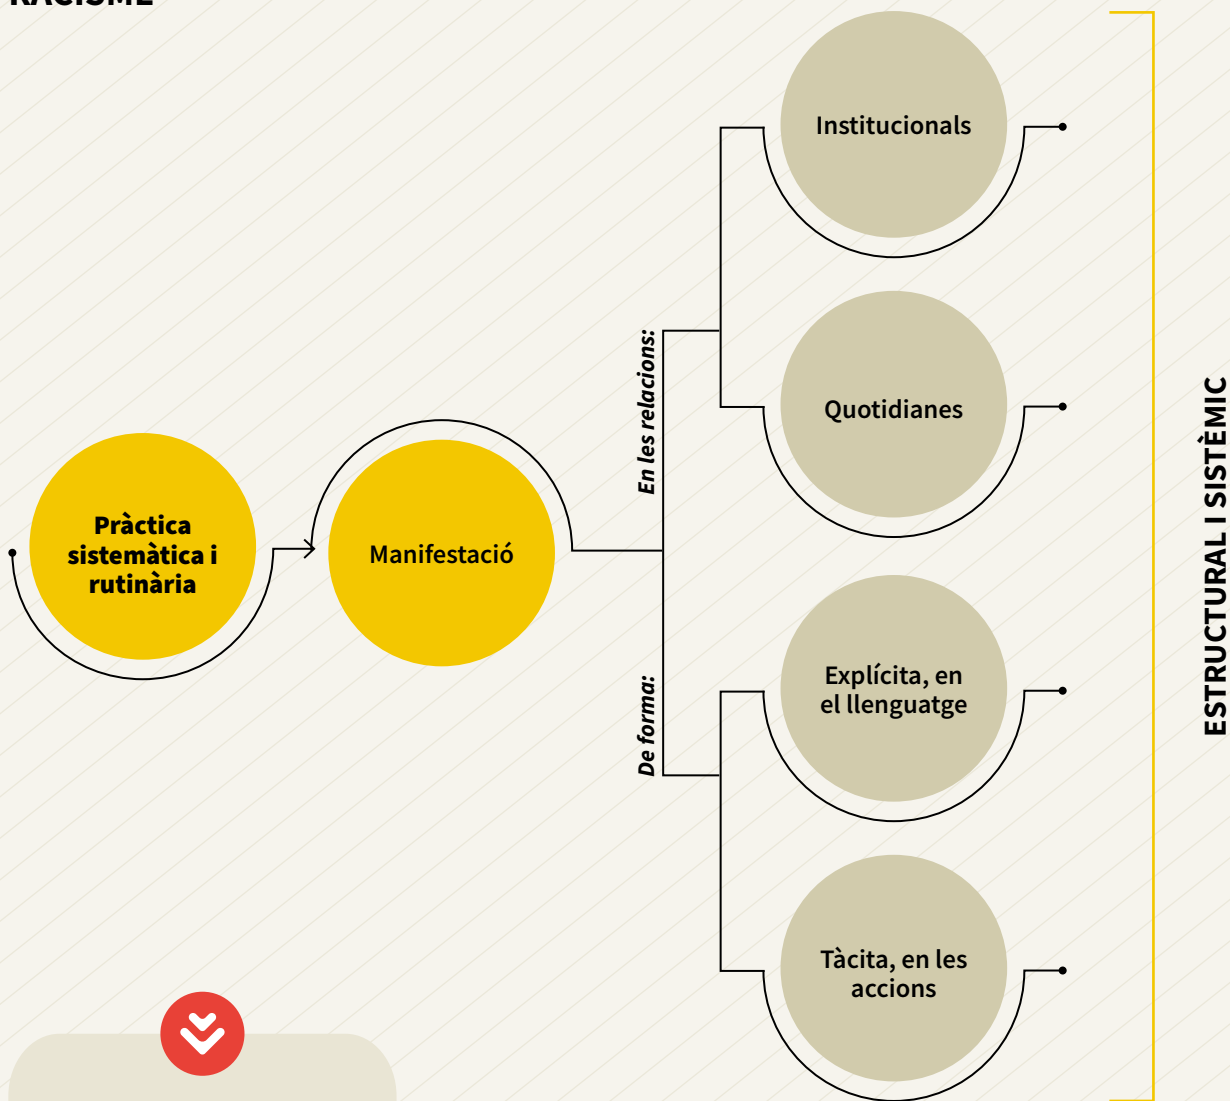 RACISME
Institucionals
En les relacions:
Quotidianes
Pràctica
sistemàtica i
rutinària
Manifestació
De forma:
Explícita, en
el llenguatge
Tàcita, en les
accions
ESTRUCTURAL I SISTÈMIC